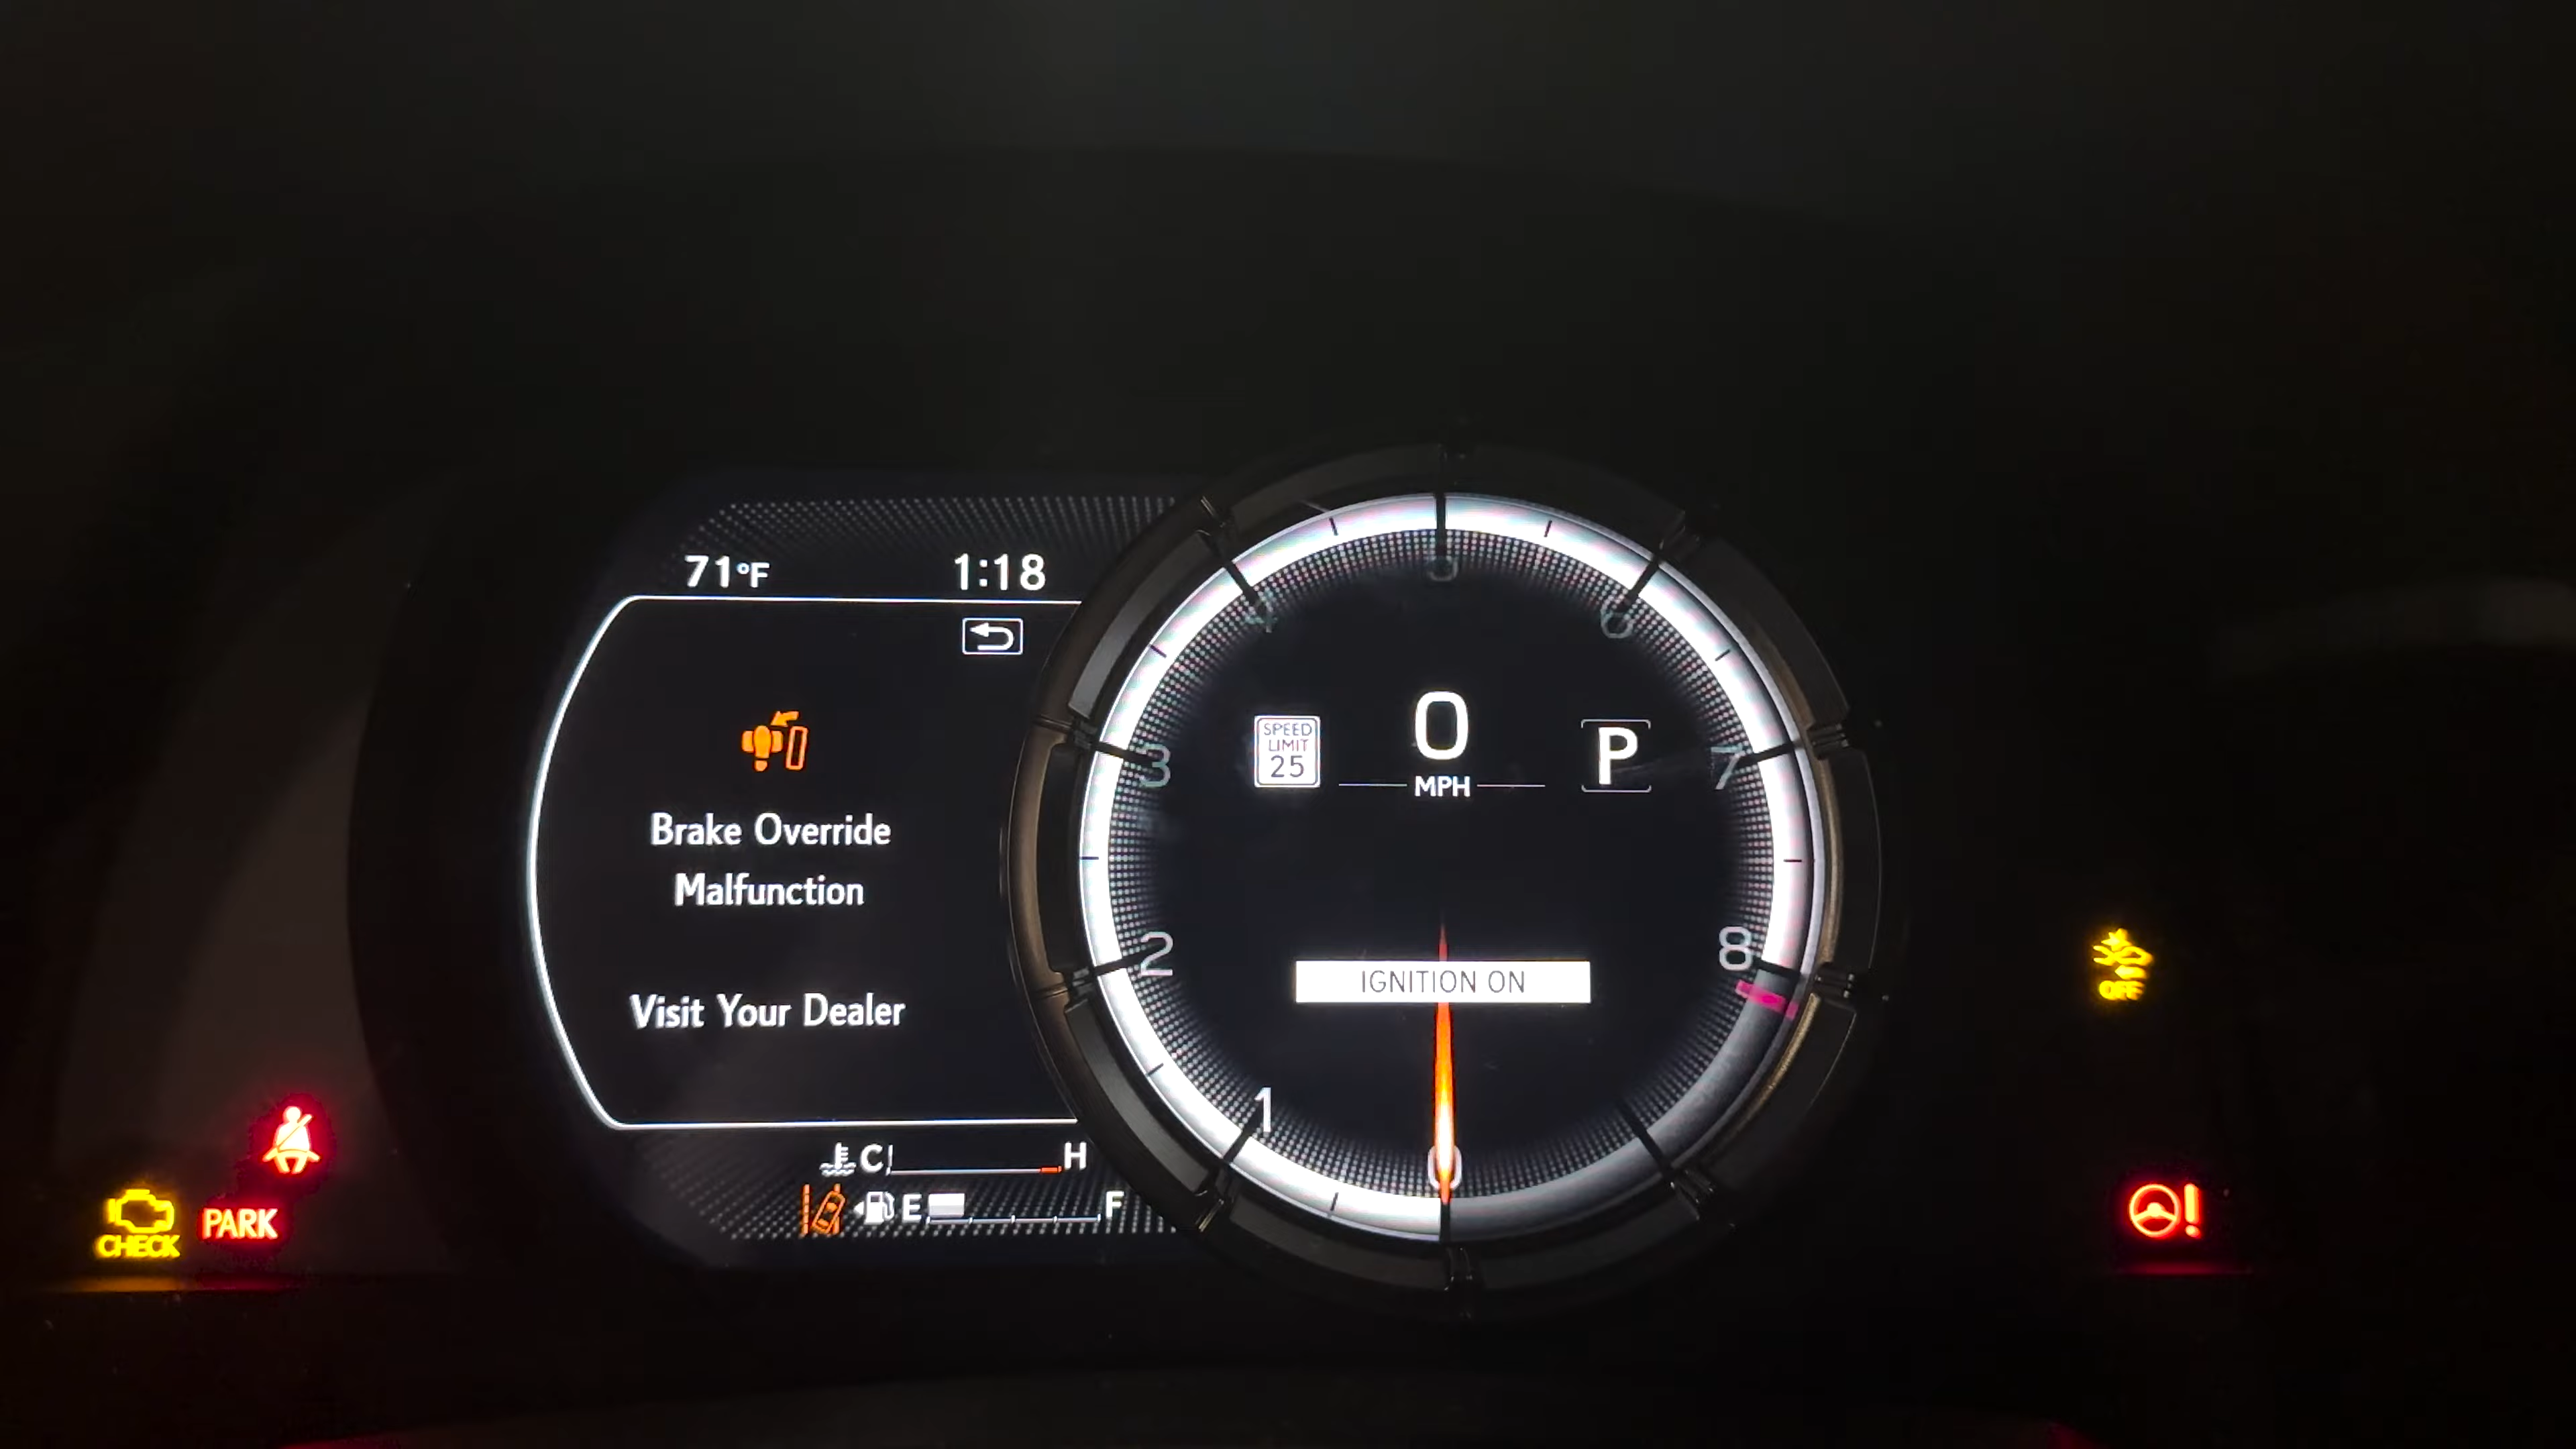 71°F 1:18
Brake Override
Malfunction
Visit Your Dealer
C H
E F
CHECK
PARK
SPEED
LIMIT
25
0
MPH
P
IGNITION ON
0
1
2
3
4
5
6
7
8
OFF